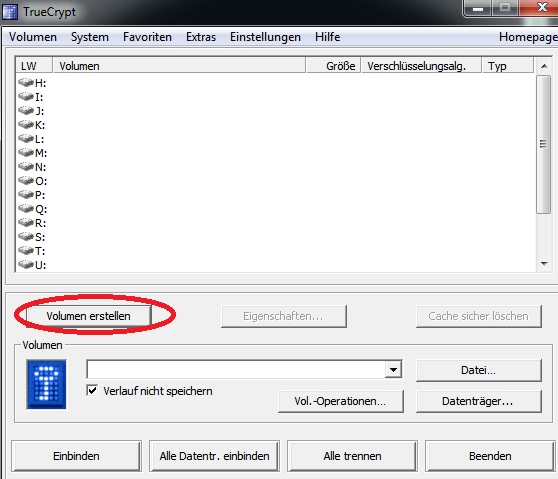 TrueCrypt
Volumen System Favoriten Extras Einstellungen Hilfe Homepage
LW Volumen Größe Verschlüsselungsalg. Typ
H:
I:
J:
K:
L:
M:
N:
O:
P:
Q:
R:
S:
T:
U:
Volumen erstellen Eigenschaften... Cache sicher löschen
Volumen
Datei...
Verlauf nicht speichern
Vol.-Operationen... Datenträger...
Einbinden Alle Datentr. einbinden Alle trennen Beenden